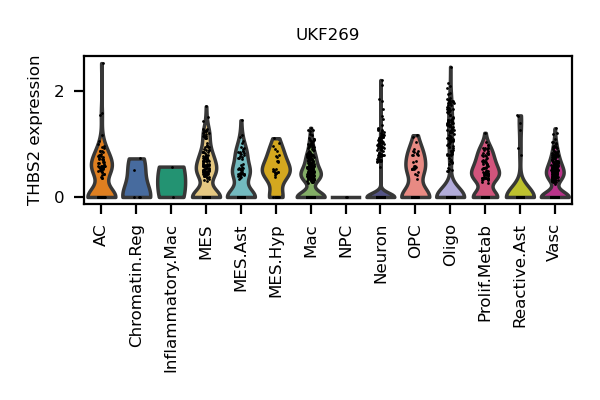 UKF269
THBS2 expression
2
0
AC
Chromatin.Reg
Inflammatory.Mac
MES
MES.Ast
MES.Hyp
Mac
NPC
Neuron
OPC
Oligo
Prolif.Metab
Reactive.Ast
Vasc